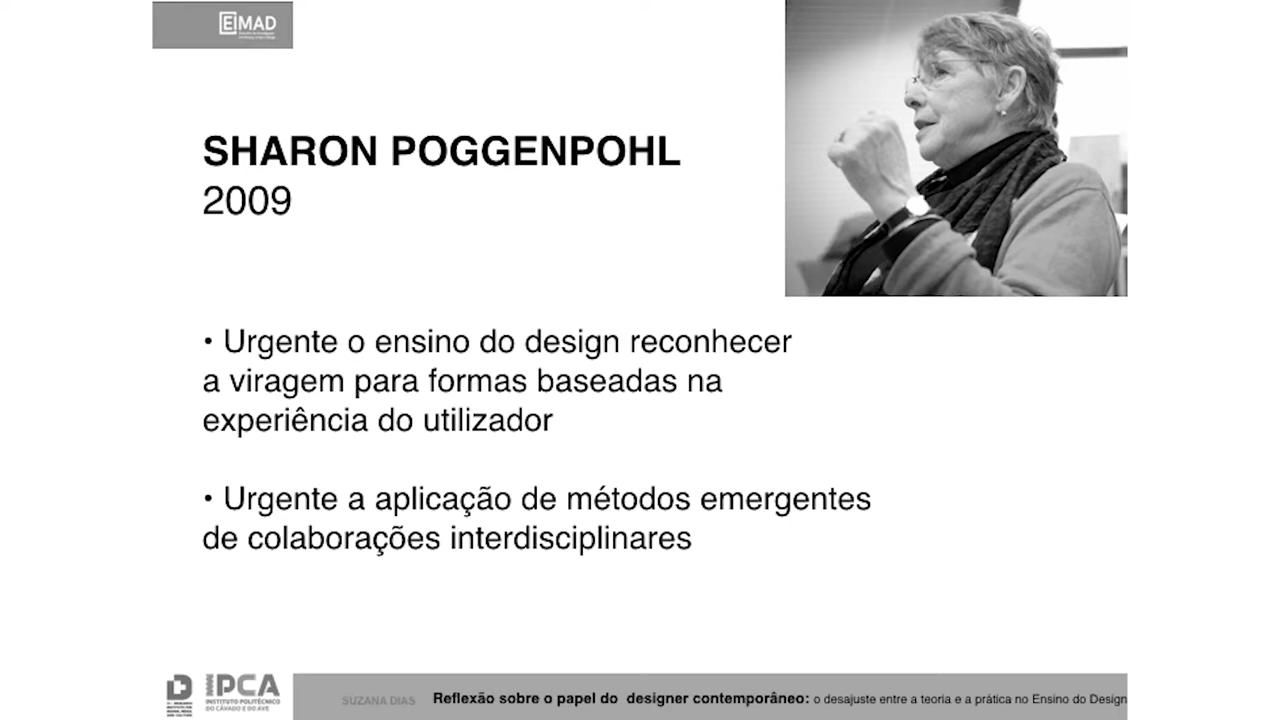 EIMAD
SHARON POGGENPOHL
2009
• Urgente o ensino do design reconhecer
a viragem para formas baseadas na
experiência do utilizador
• Urgente a aplicação de métodos emergentes
de colaborações interdisciplinares
IPCA
INSTITUTO POLITÉCNICO
DO CÁVADO E DO AVE
SUZANA DIAS
Reflexão sobre o papel do designer contemporâneo: o desajuste entre a teoria e a prática no Ensino do Design